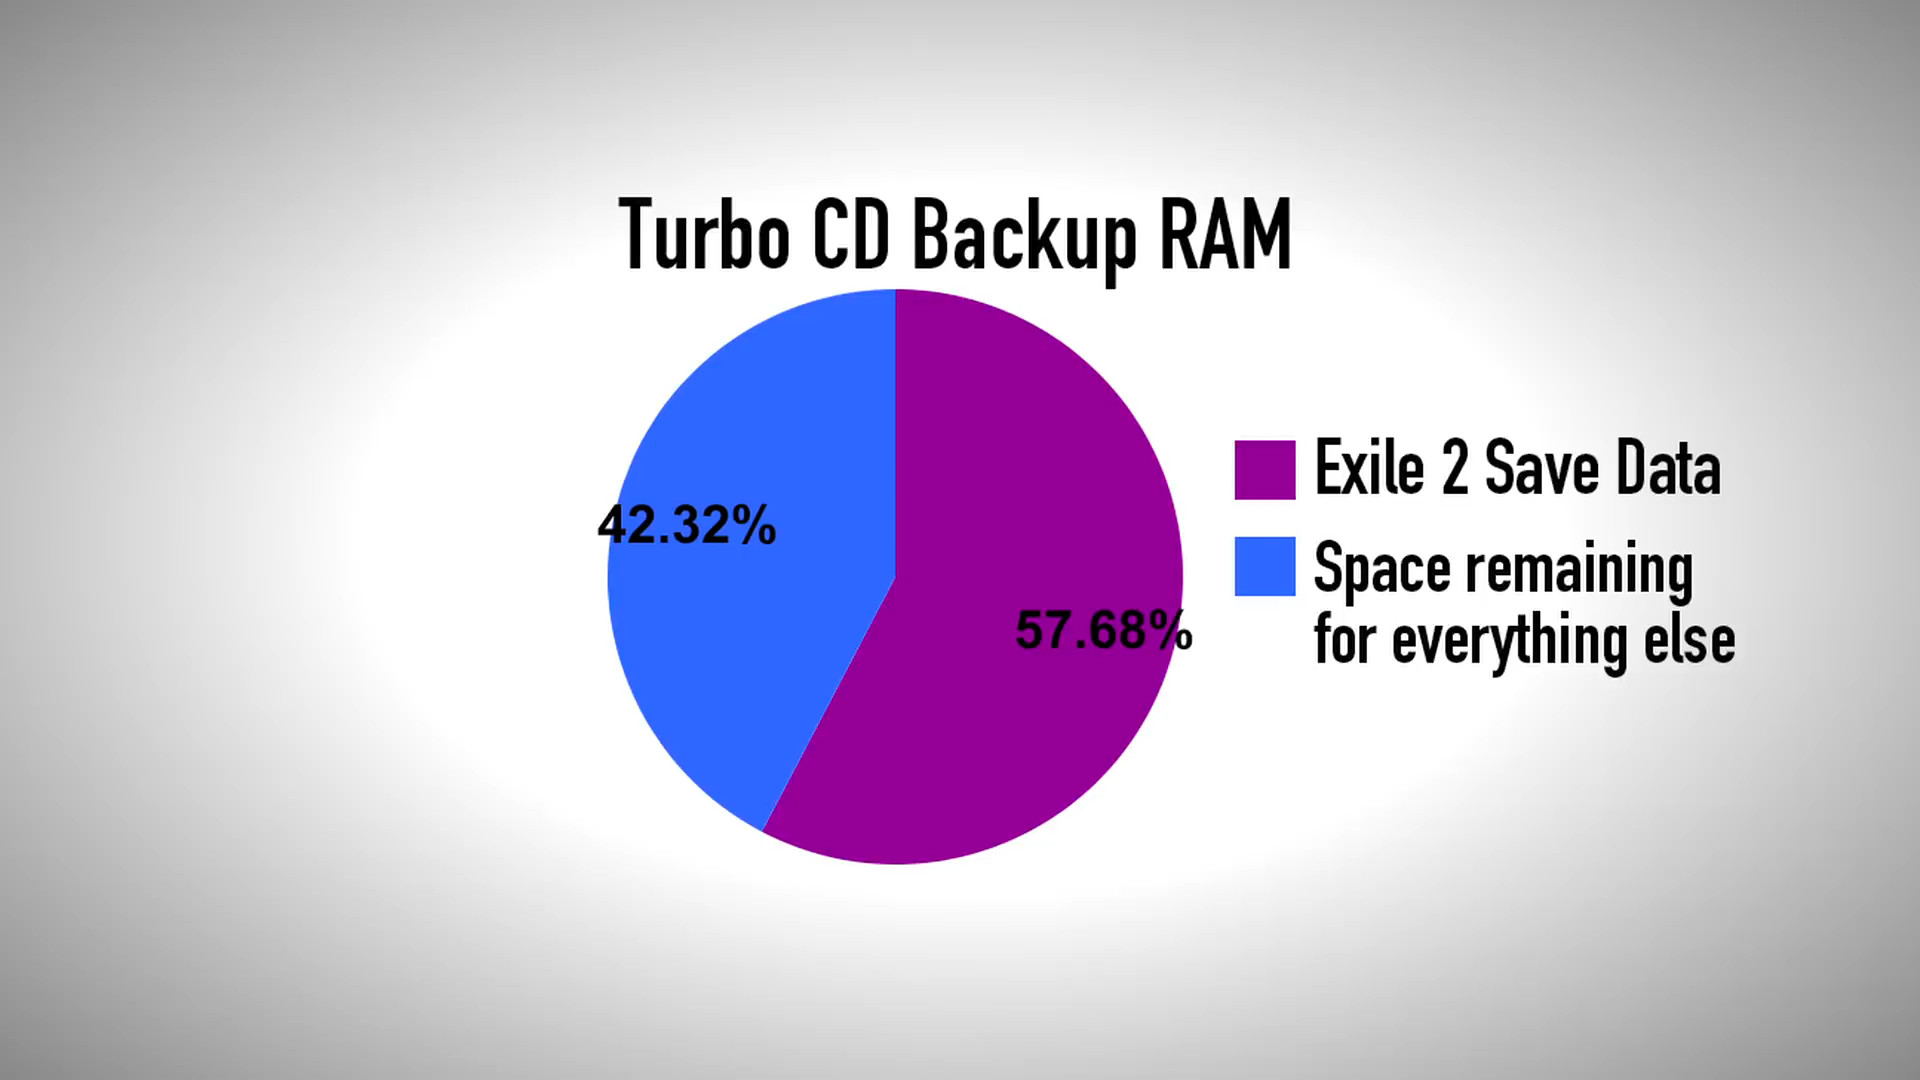 Turbo CD Backup RAM
42.32%
57.68%
Exile 2 Save Data
Space remaining
for everything else